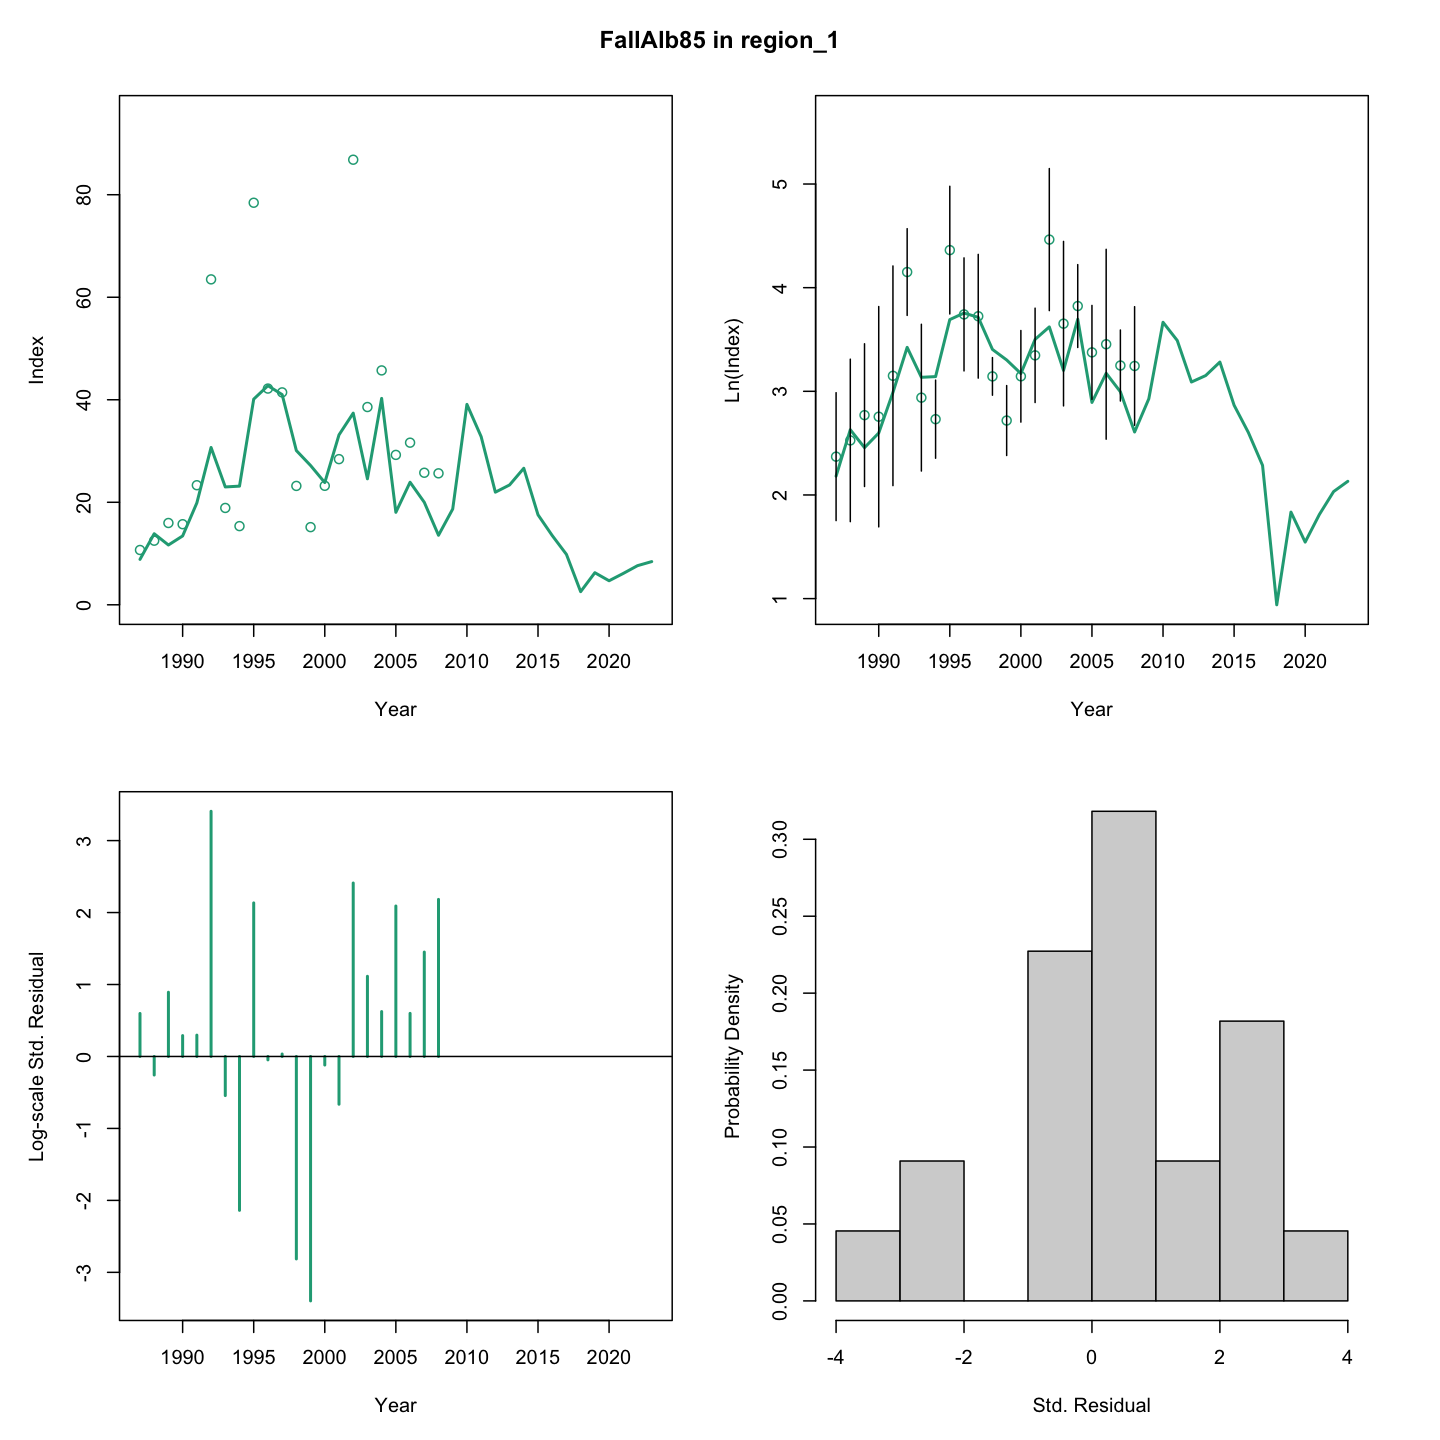 FallAlb85 in region_1
Index
0 20 40 60 80
1990 1995 2000 2005 2010 2015 2020
Year
Ln(Index)
1 2 3 4 5
1990 1995 2000 2005 2010 2015 2020
Year
Log-scale Std. Residual
-3 -2 -1 0 1 2 3
1990 1995 2000 2005 2010 2015 2020
Year
Probability Density
0.00 0.05 0.10 0.15 0.20 0.25 0.30
-4 -2 0 2 4
Std. Residual